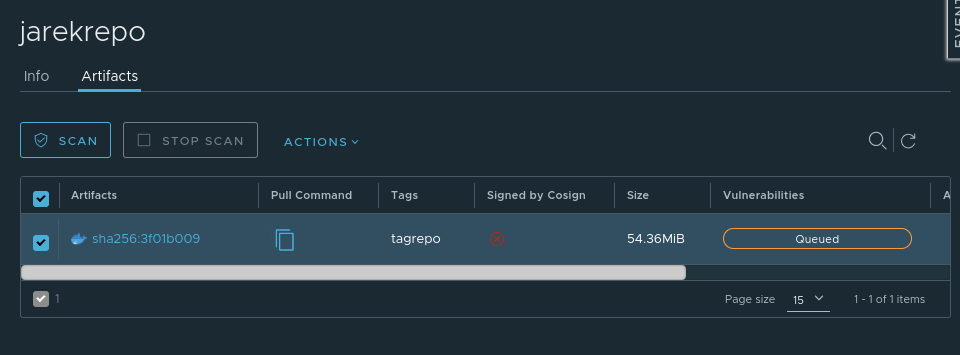 jarekrepo
EVENT
Info Artifacts
SCAN STOP SCAN ACTIONS
Artifacts Pull Command Tags Signed by Cosign Size Vulnerabilities A
sha256:3f01b009 tagrepo 54.36MiB Queued
1 Page size 15 1 - 1 of 1 items